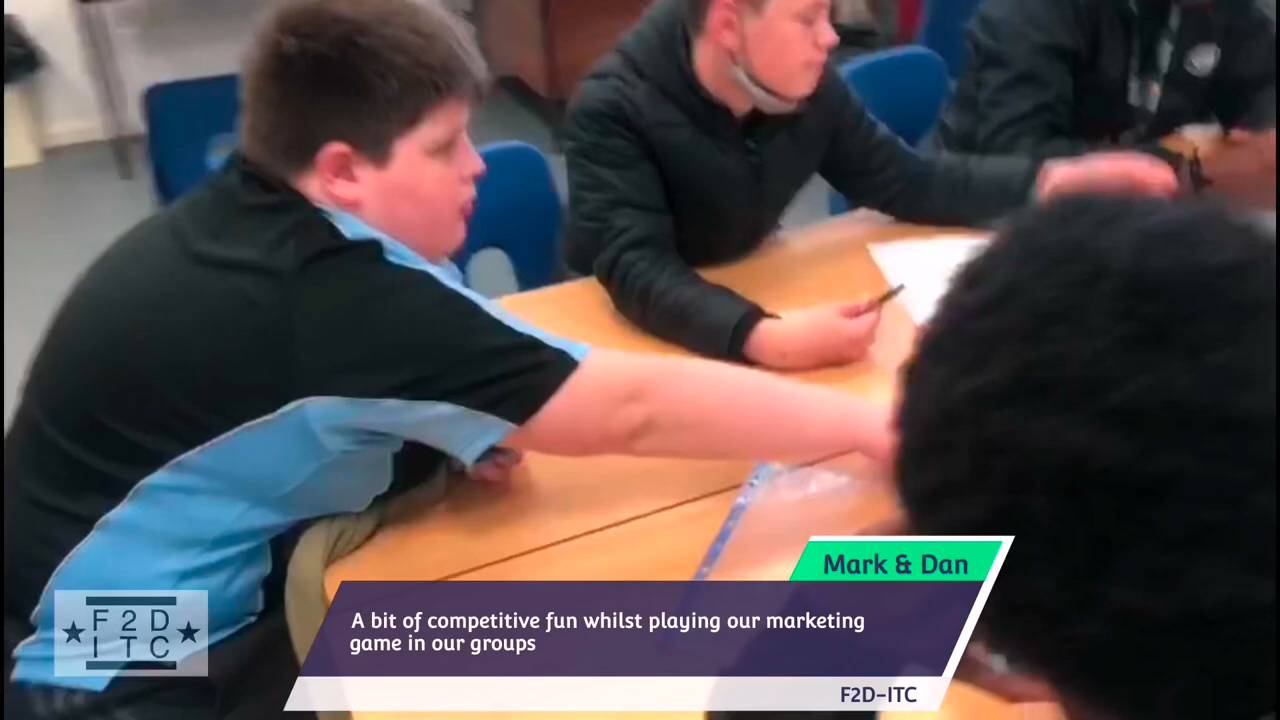 Mark & Dan
A bit of competitive fun whilst playing our marketing
game in our groups
F2D-ITC
F2D
ITC